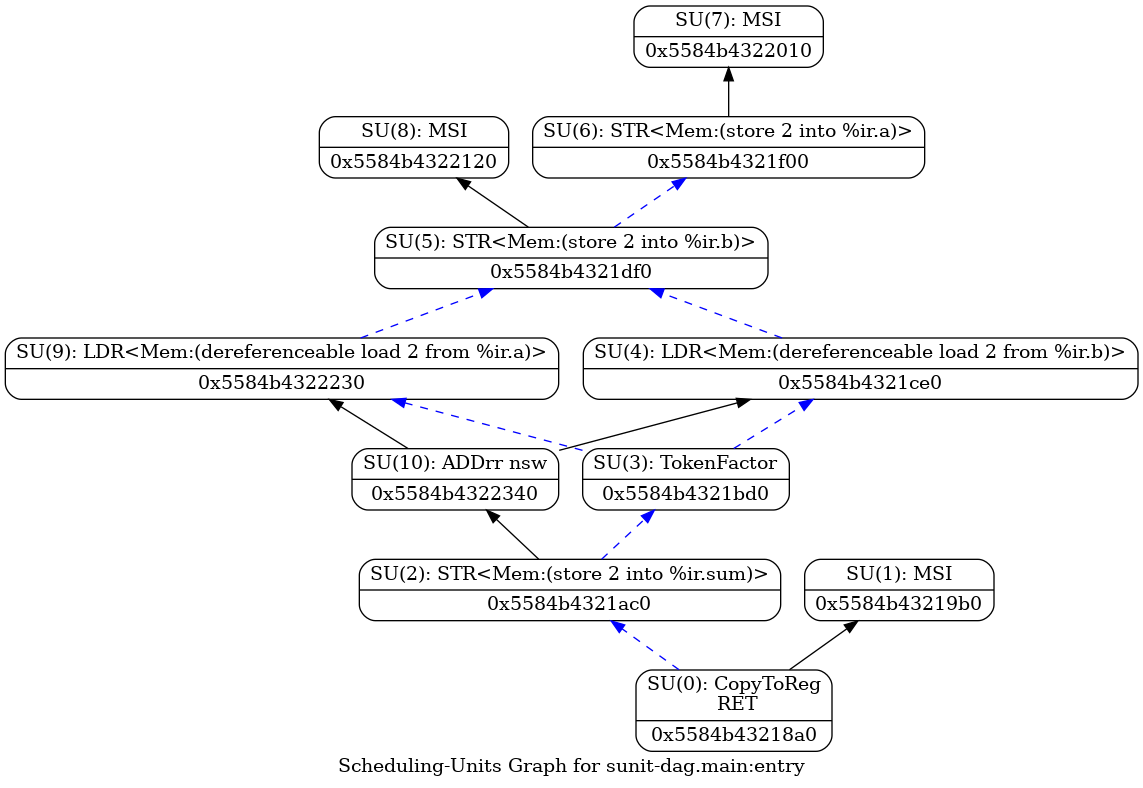 SU(7): MSI
0x5584b4322010
SU(8): MSI
0x5584b4322120
SU(6): STR<Mem:(store 2 into %ir.a)>
0x5584b4321f00
SU(5): STR<Mem:(store 2 into %ir.b)>
0x5584b4321df0
SU(9): LDR<Mem:(dereferenceable load 2 from %ir.a)>
0x5584b4322230
SU(4): LDR<Mem:(dereferenceable load 2 from %ir.b)>
0x5584b4321ce0
SU(10): ADDrr nsw
0x5584b4322340
SU(3): TokenFactor
0x5584b4321bd0
SU(2): STR<Mem:(store 2 into %ir.sum)>
0x5584b4321ac0
SU(1): MSI
0x5584b43219b0
SU(0): CopyToReg
RET
0x5584b43218a0
Scheduling-Units Graph for sunit-dag.main:entry